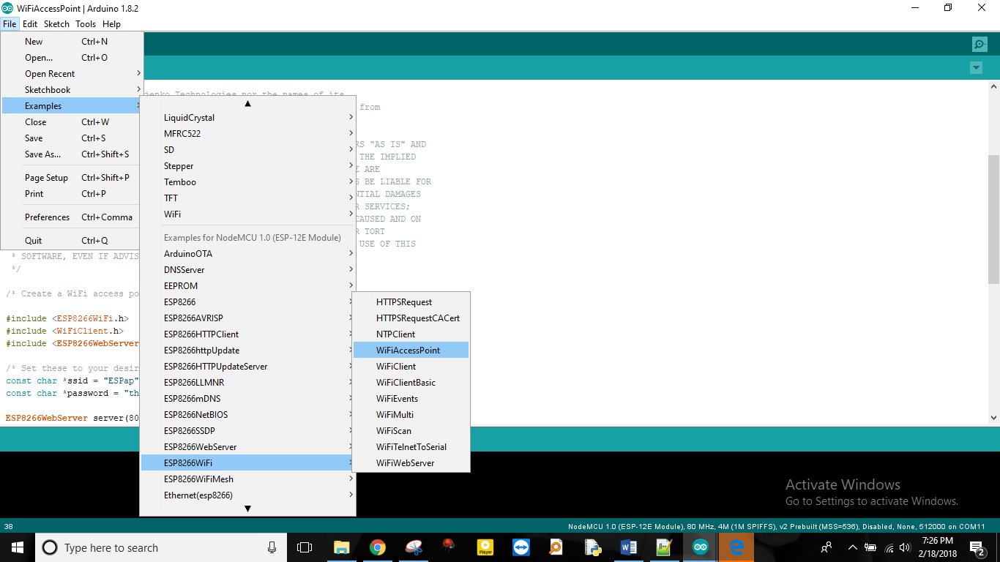 WiFiAccessPoint | Arduino 1.8.2
File Edit Sketch Tools Help
New Ctrl+N
Open... Ctrl+O
Open Recent
Sketchbook
Examples
Close Ctrl+W
Save Ctrl+S
Save As... Ctrl+Shift+S
Page Setup Ctrl+Shift+P
Print Ctrl+P
Preferences Ctrl+Comma
Quit Ctrl+Q
LiquidCrystal
MFRC522
SD
Stepper
Temboo
TFT
WiFi
Examples for NodeMCU 1.0 (ESP-12E Module)
ArduinoOTA
DNSServer
EEPROM
ESP8266
ESP8266AVRISP
ESP8266HTTPClient
ESP8266httpUpdate
ESP8266HTTPUpdateServer
ESP8266LLMNR
ESP8266mDNS
ESP8266NetBIOS
ESP8266SSDP
ESP8266WebServer
ESP8266WiFi
ESP8266WiFiMesh
Ethernet(esp8266)
HTTPSRequest
HTTPSRequestCACert
NTPClient
WiFiAccessPoint
WiFiClient
WiFiClientBasic
WiFiEvents
WiFiMulti
WiFiScan
WiFiTelnetToSerial
WiFiWebServer
Technologies nor the names of its
from
"AS IS" AND
THE IMPLIED
ARE
BE LIABLE FOR
DAMAGES
SERVICES;
CAUSED AND ON
TORT
USE OF THIS
* SOFTWARE, EVEN IF ADVIS
*/
/* Create a WiFi access po
#include <ESP8266WiFi.h>
#include <WiFiClient.h>
#include <ESP8266WebServer
/* Set these to your desir
const char *ssid = "ESPap"
const char *password = "th
ESP8266WebServer server(80
Activate Windows
Go to Settings to activate Windows.
38
NodeMCU 1.0 (ESP-12E Module), 80 MHz, 4M (1M SPIFFS), v2 Prebuilt (MSS=536), Disabled, None, 512000 on COM11
Type here to search
Player
7:26 PM
2/18/2018
2